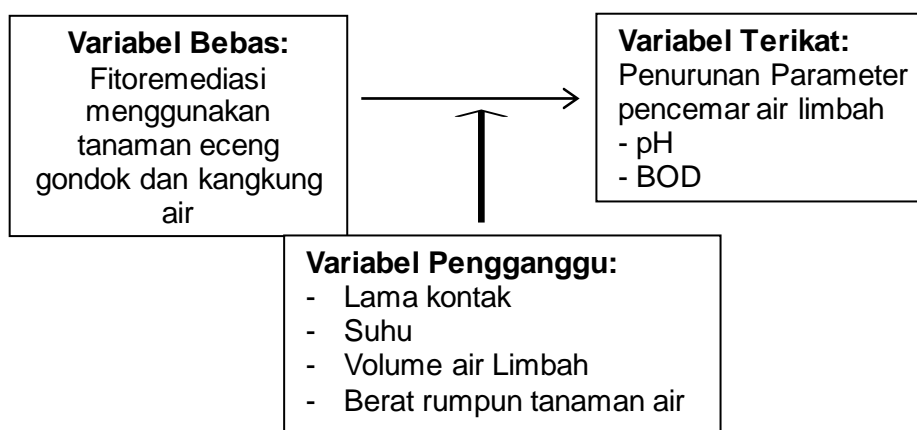 Variabel Bebas:
Fitoremediasi
menggunakan
tanaman eceng
gondok dan kangkung
air
Variabel Terikat:
Penurunan Parameter
pencemar air limbah
- pH
- BOD
Variabel Pengganggu:
- Lama kontak
- Suhu
- Volume air Limbah
- Berat rumpun tanaman air